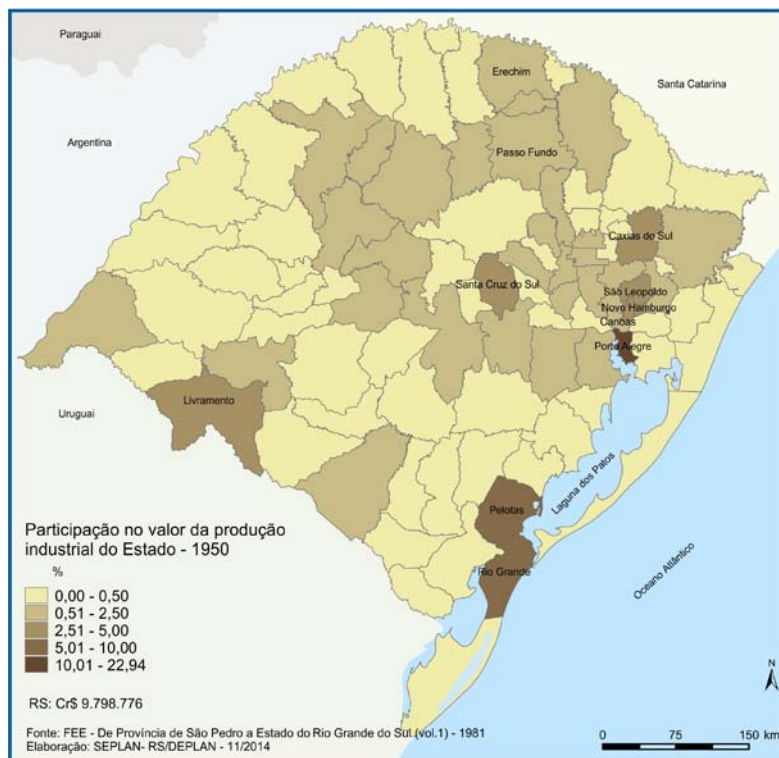 Paraguai
Santa Catarina
Erechim
Argentina
Passo Fundo
Caxias do Sul
Santa Cruz do Sul
São Leopoldo
Novo Hamburgo
Canoas
Porto Alegre
Livramento
Uruguai
Laguna dos Patos
Pelotas
Participação no valor da produção
industrial do Estado - 1950
%
0,00 - 0,50
0,51 - 2,50
2,51 - 5,00
5,01 - 10,00
10,01 - 22,94
Rio Grande
Oceano Atlântico
N
RS: Cr$ 9.798.776
Fonte: FEE - De Província de São Pedro a Estado do Rio Grande do Sul (vol.1) - 1981
Elaboração: SEPLAN- RS/DEPLAN - 11/2014
0 75 150 km